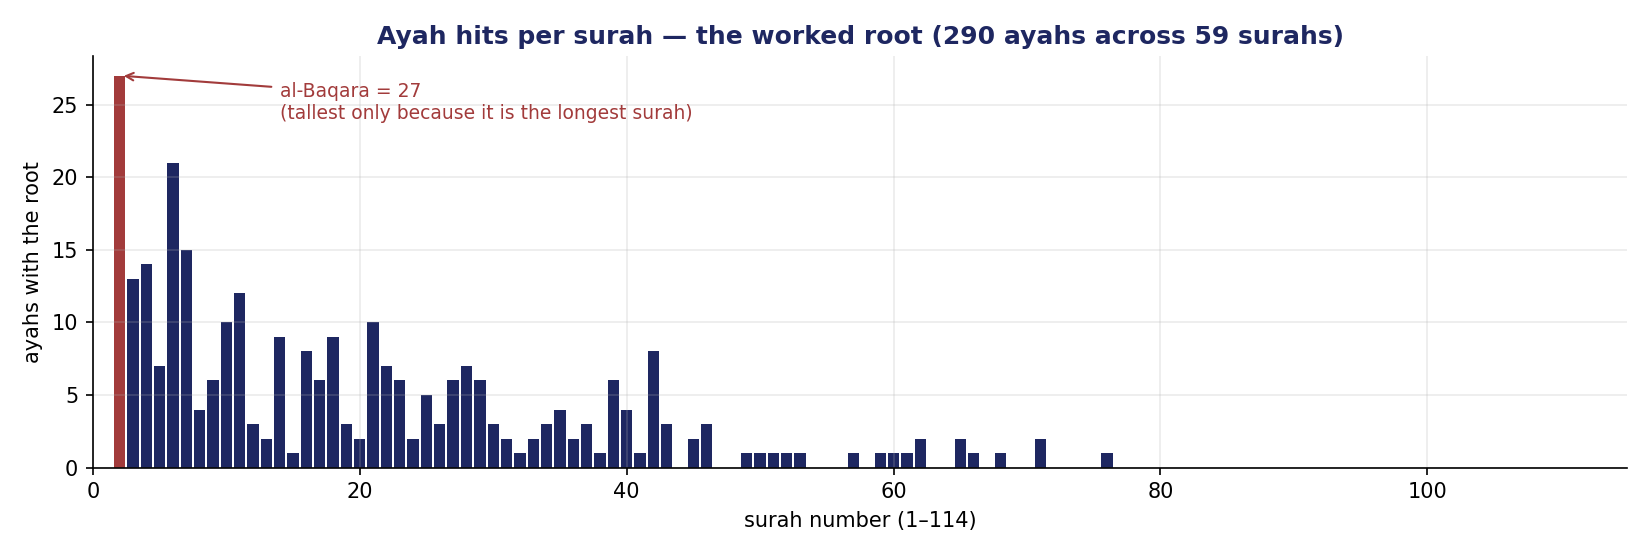 Ayah hits per surah — the worked root (290 ayahs across 59 surahs)
al-Baqara = 27
(tallest only because it is the longest surah)
ayahs with the root
25
20
15
10
5
0
0 20 40 60 80 100
surah number (1–114)